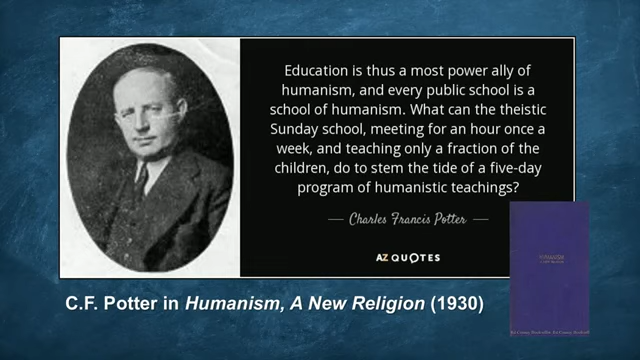 Education is thus a most power ally of
humanism, and every public school is a
school of humanism. What can the theistic
Sunday school, meeting for an hour once a
week, and teaching only a fraction of the
children, do to stem the tide of a five-day
program of humanistic teachings?
Charles Francis Potter
AZ QUOTES
C.F. Potter in Humanism, A New Religion (1930)